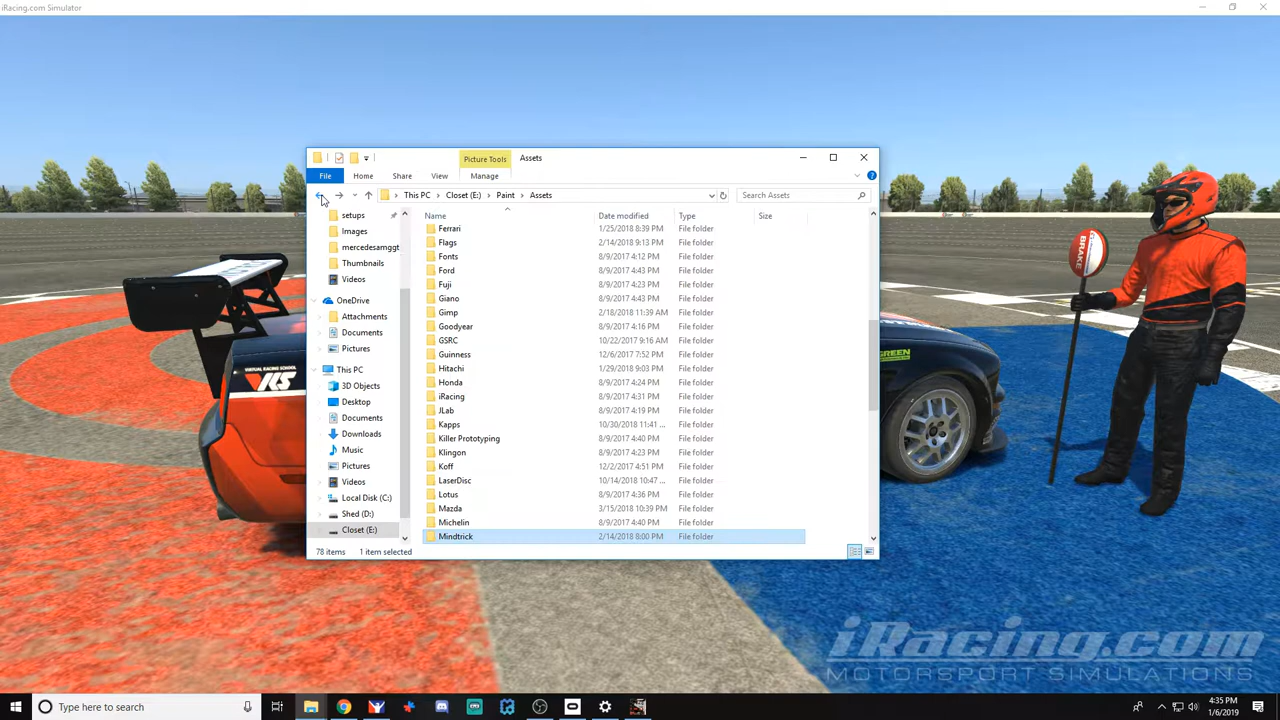 iRacing.com Simulator
Picture Tools
Assets
File
Home
Share
View
Manage
This PC
Closet (E:)
Paint
Assets
Search Assets
setups
Images
mercedesamggt
Thumbnails
Videos
OneDrive
Attachments
Documents
Pictures
This PC
3D Objects
Desktop
Documents
Downloads
Music
Pictures
Videos
Local Disk (C:)
Shed (D:)
Closet (E:)
Name Date modified Type Size
Ferrari 1/25/2018 8:39 PM File folder
Flags 2/14/2018 9:13 PM File folder
Fonts 8/9/2017 4:12 PM File folder
Ford 8/9/2017 4:43 PM File folder
Fuji 8/9/2017 4:23 PM File folder
Giano 8/9/2017 4:43 PM File folder
Gimp 2/18/2018 11:39 AM File folder
Goodyear 8/9/2017 4:16 PM File folder
GSRC 10/22/2017 9:16 AM File folder
Guinness 12/6/2017 7:52 PM File folder
Hitachi 1/29/2018 9:03 PM File folder
Honda 8/9/2017 4:24 PM File folder
iRacing 8/9/2017 4:31 PM File folder
JLab 8/9/2017 4:19 PM File folder
Kapps 10/30/2018 11:41 ... File folder
Killer Prototyping 8/9/2017 4:40 PM File folder
Klingon 8/9/2017 4:23 PM File folder
Koff 12/2/2017 4:51 PM File folder
LaserDisc 10/14/2018 10:47 ... File folder
Lotus 8/9/2017 4:36 PM File folder
Mazda 3/15/2018 10:39 PM File folder
Michelin 8/9/2017 4:40 PM File folder
Mindtrick 2/14/2018 8:00 PM File folder
78 items 1 item selected
VIRTUAL RACING SCHOOL
VRS
GREEN
BRAKE
iRacing.com
MOTORSPORT SIMULATIONS
Type here to search
4:35 PM
1/6/2019